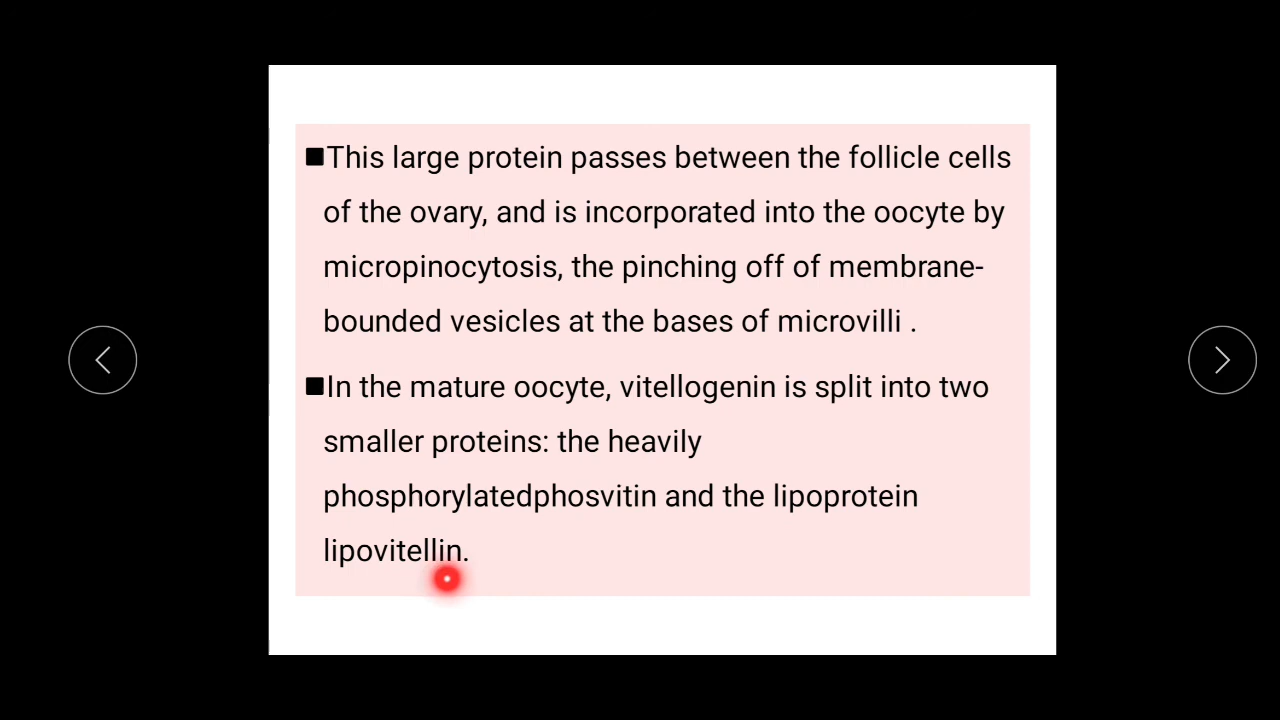 ■This large protein passes between the follicle cells
of the ovary, and is incorporated into the oocyte by
micropinocytosis, the pinching off of membrane-
bounded vesicles at the bases of microvilli .
■In the mature oocyte, vitellogenin is split into two
smaller proteins: the heavily
phosphorylatedphosvitin and the lipoprotein
lipovitellin.